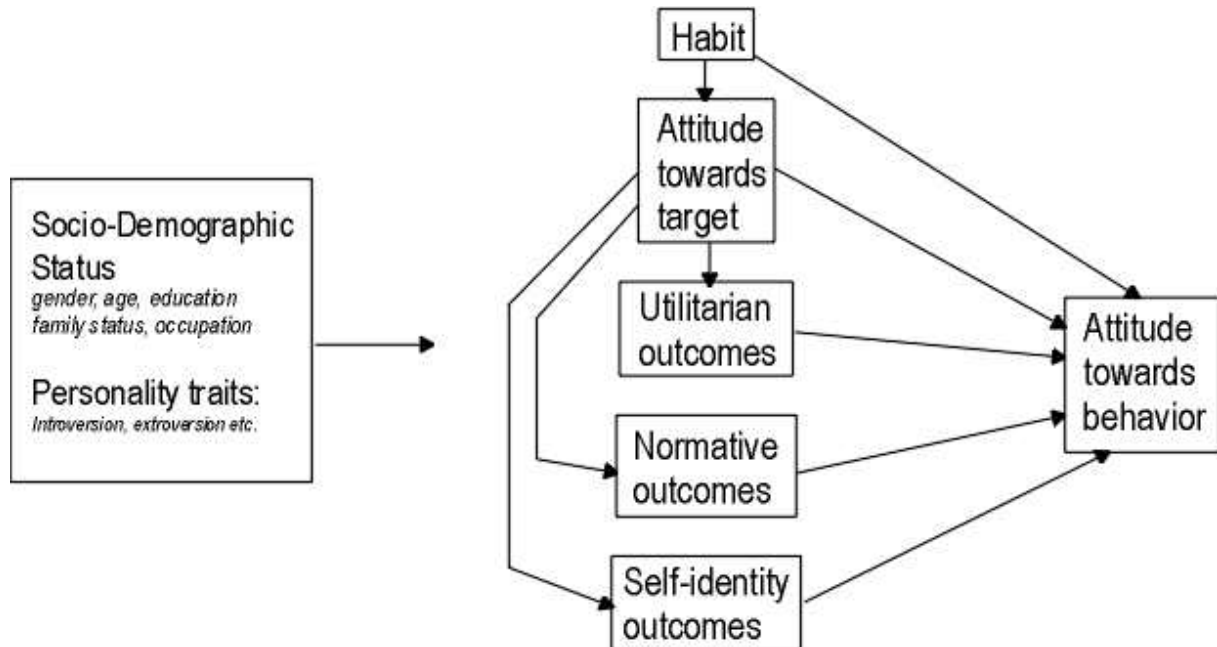 Habit
Attitude
towards
target
Socio-Demographic
Status
gender, age, education
family status, occupation
Personality traits:
Introversion, extroversion etc.
Utilitarian
outcomes
Attitude
towards
behavior
Normative
outcomes
Self-identity
outcomes